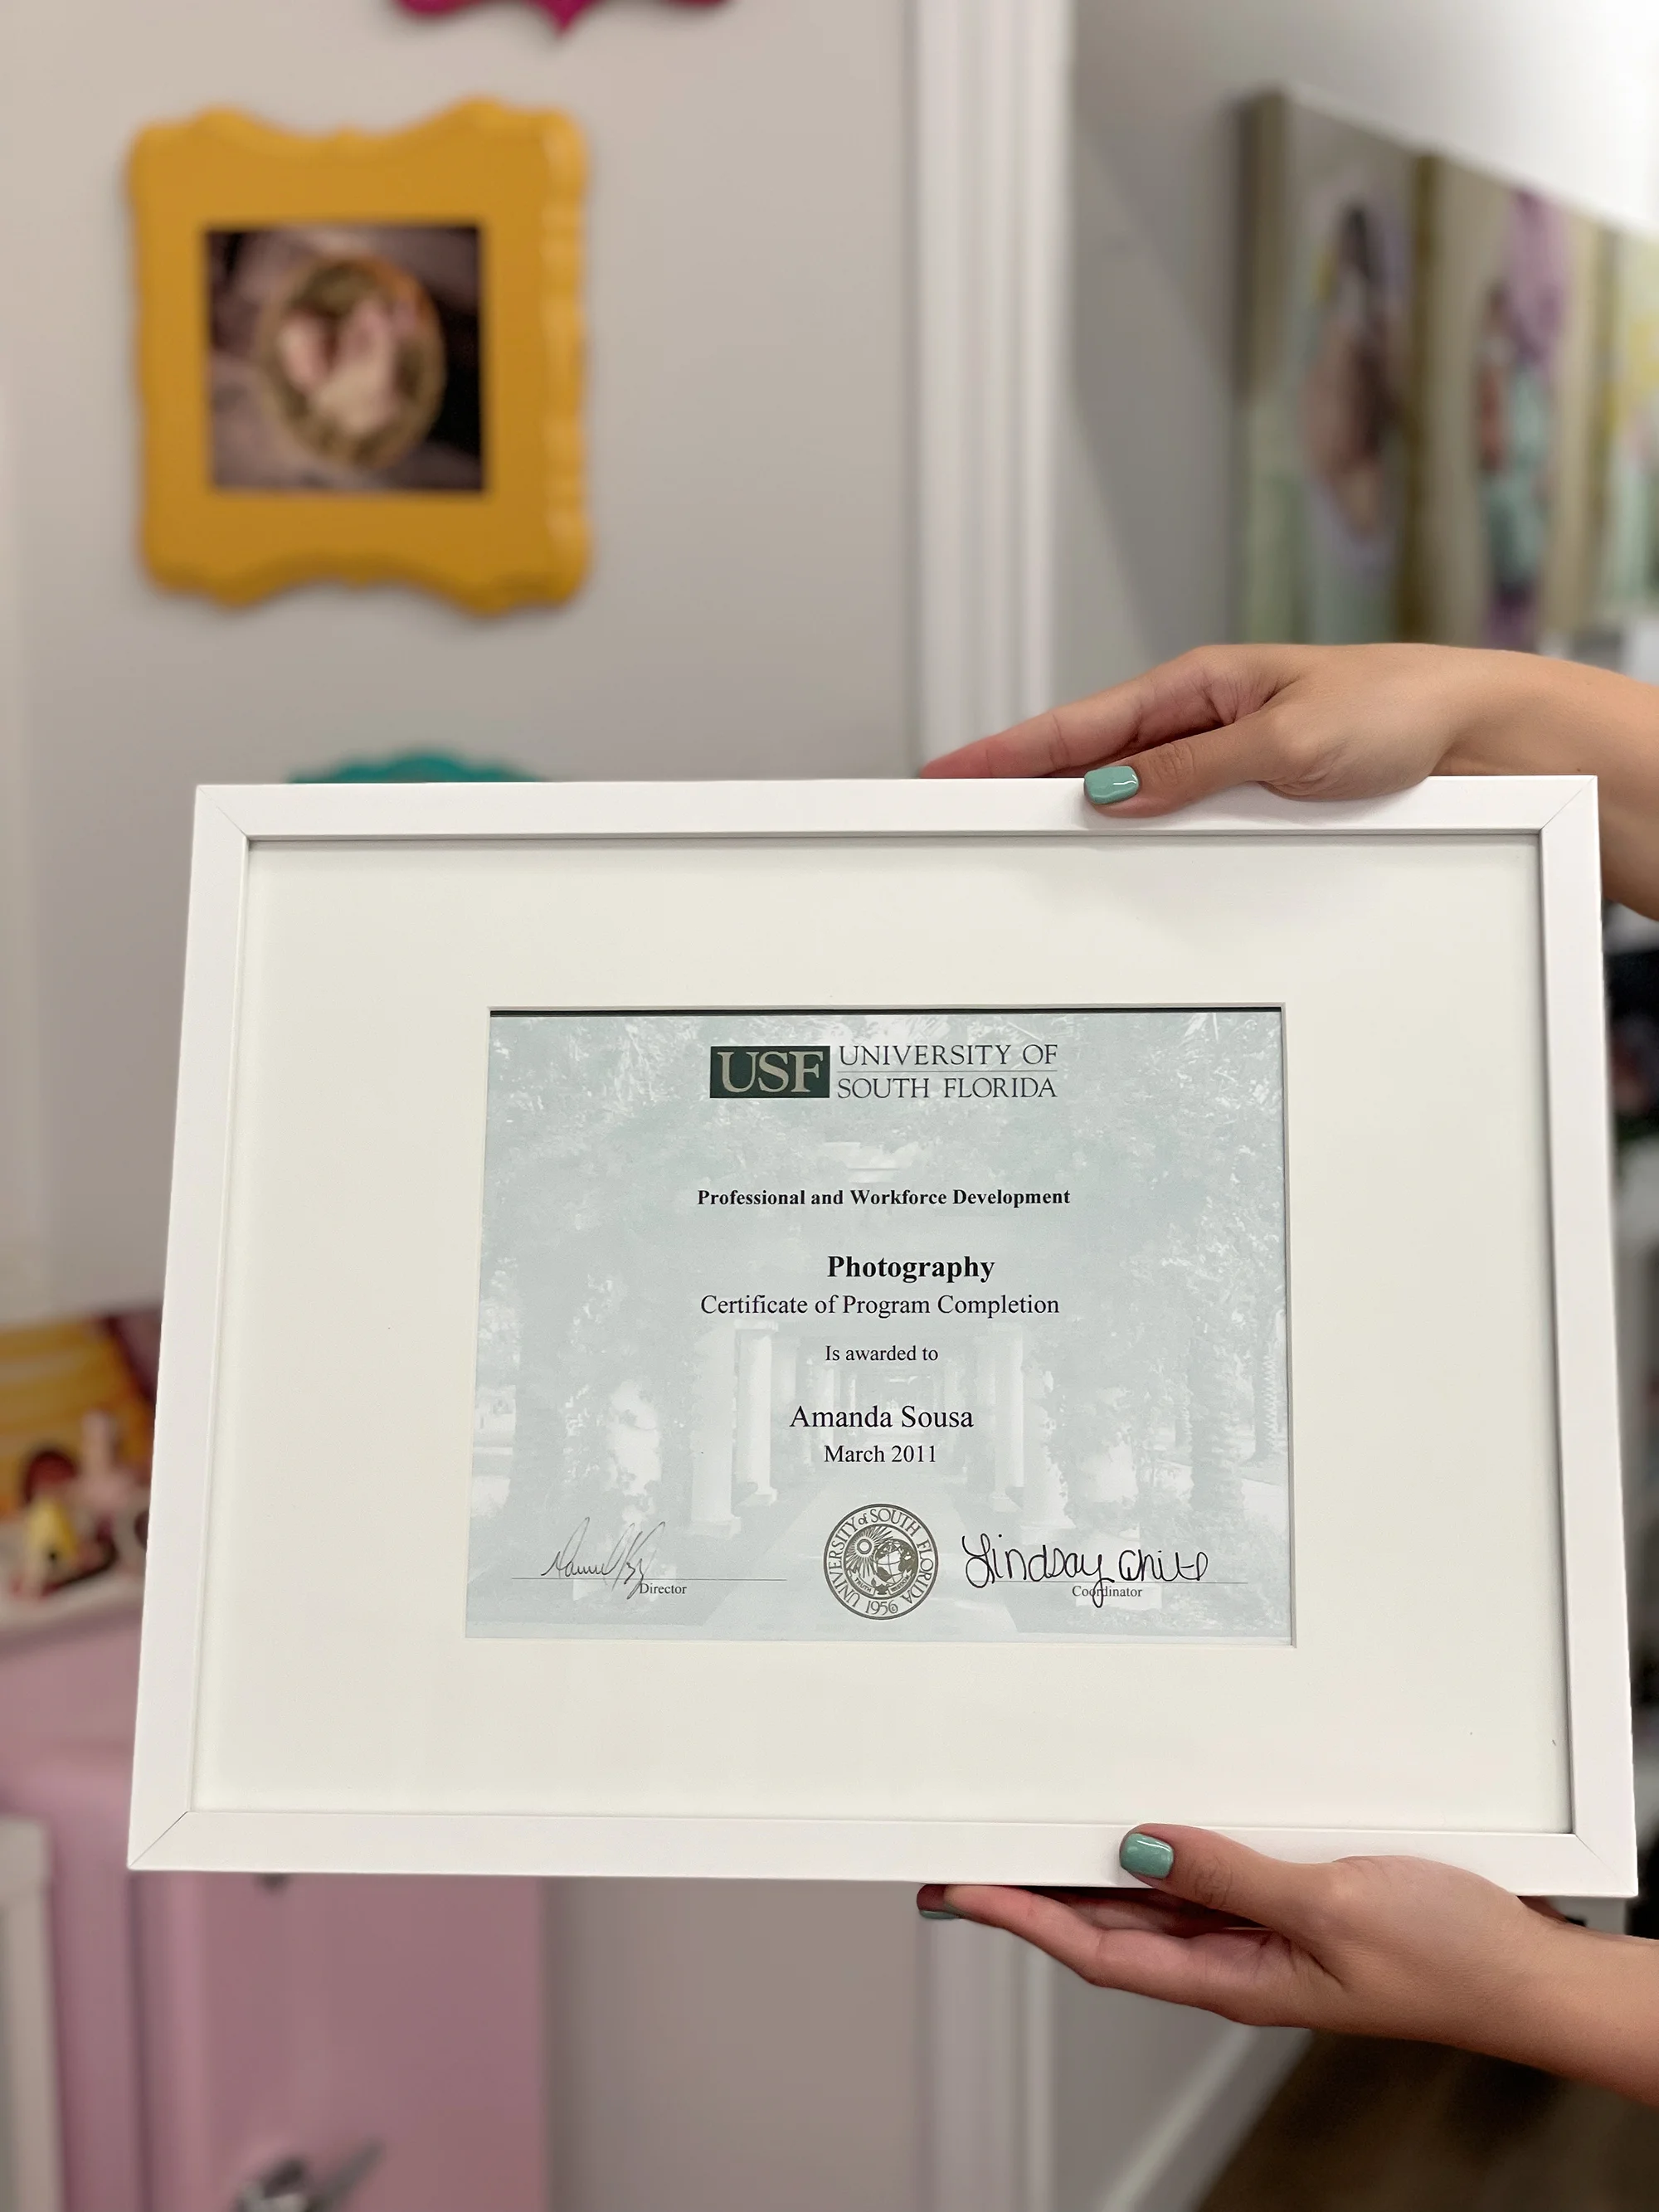 USF UNIVERSITY OF
SOUTH FLORIDA
Professional and Workforce Development
Photography
Certificate of Program Completion
Is awarded to
Amanda Sousa
March 2011
Director
UNIVERSITY of SOUTH FLORIDA
1956
Lindsay
Coordinator